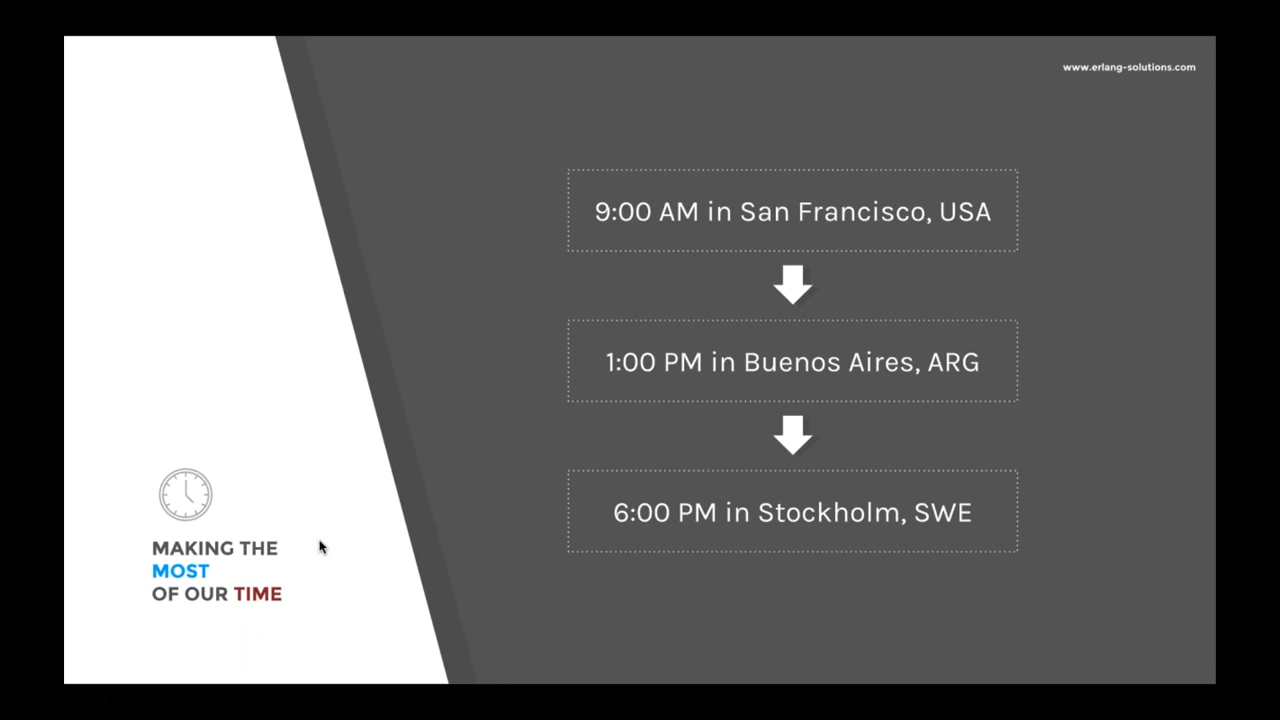 www.erlang-solutions.com
9:00 AM in San Francisco, USA
1:00 PM in Buenos Aires, ARG
6:00 PM in Stockholm, SWE
MAKING THE
MOST
OF OUR TIME